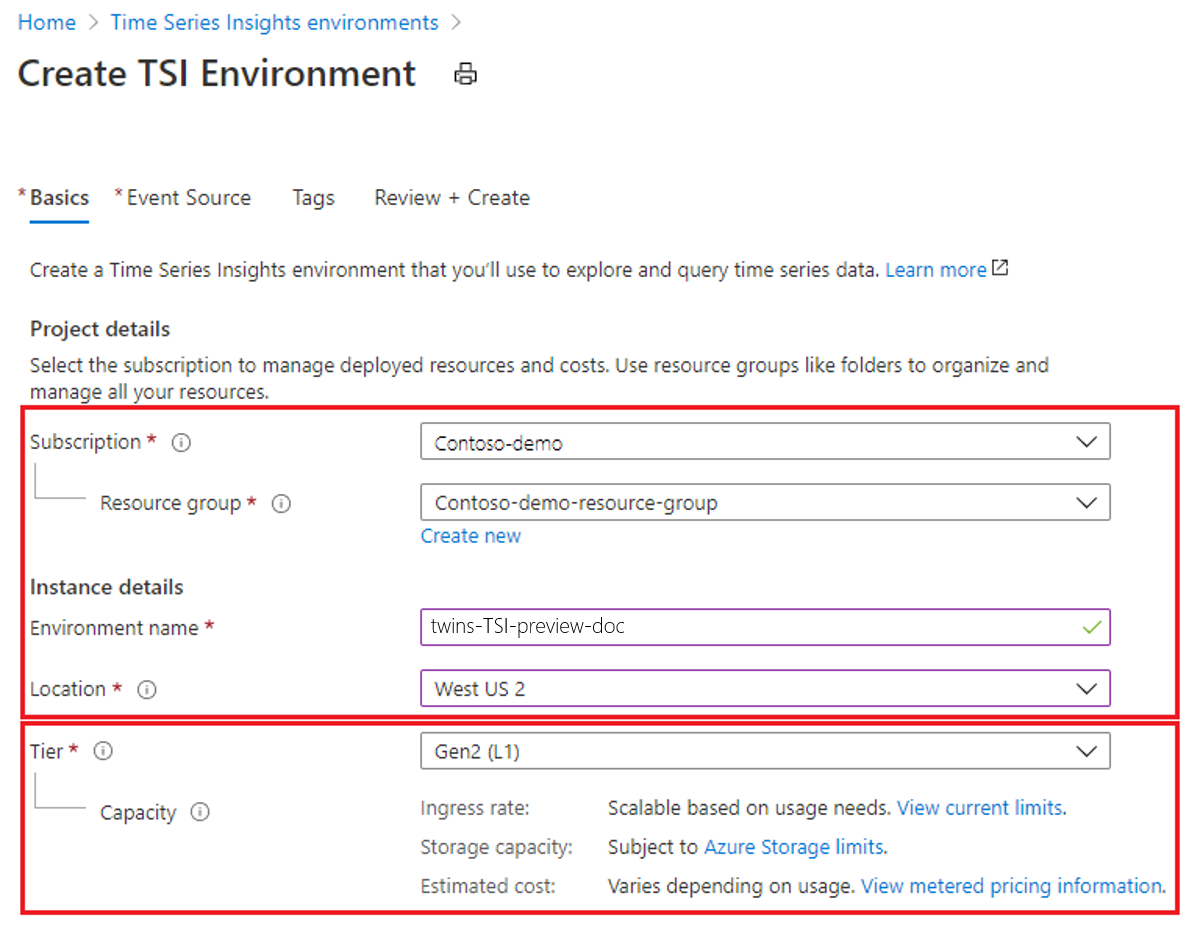 Home > Time Series Insights environments >
Create TSI Environment
* Basics * Event Source Tags Review + Create
Create a Time Series Insights environment that you'll use to explore and query time series data. Learn more
Project details
Select the subscription to manage deployed resources and costs. Use resource groups like folders to organize and
manage all your resources.
Subscription * Contoso-demo
Resource group * Contoso-demo-resource-group
Create new
Instance details
Environment name * twins-TSI-preview-doc
Location * West US 2
Tier * Gen2 (L1)
Capacity Ingress rate: Scalable based on usage needs. View current limits.
Storage capacity: Subject to Azure Storage limits.
Estimated cost: Varies depending on usage. View metered pricing information.